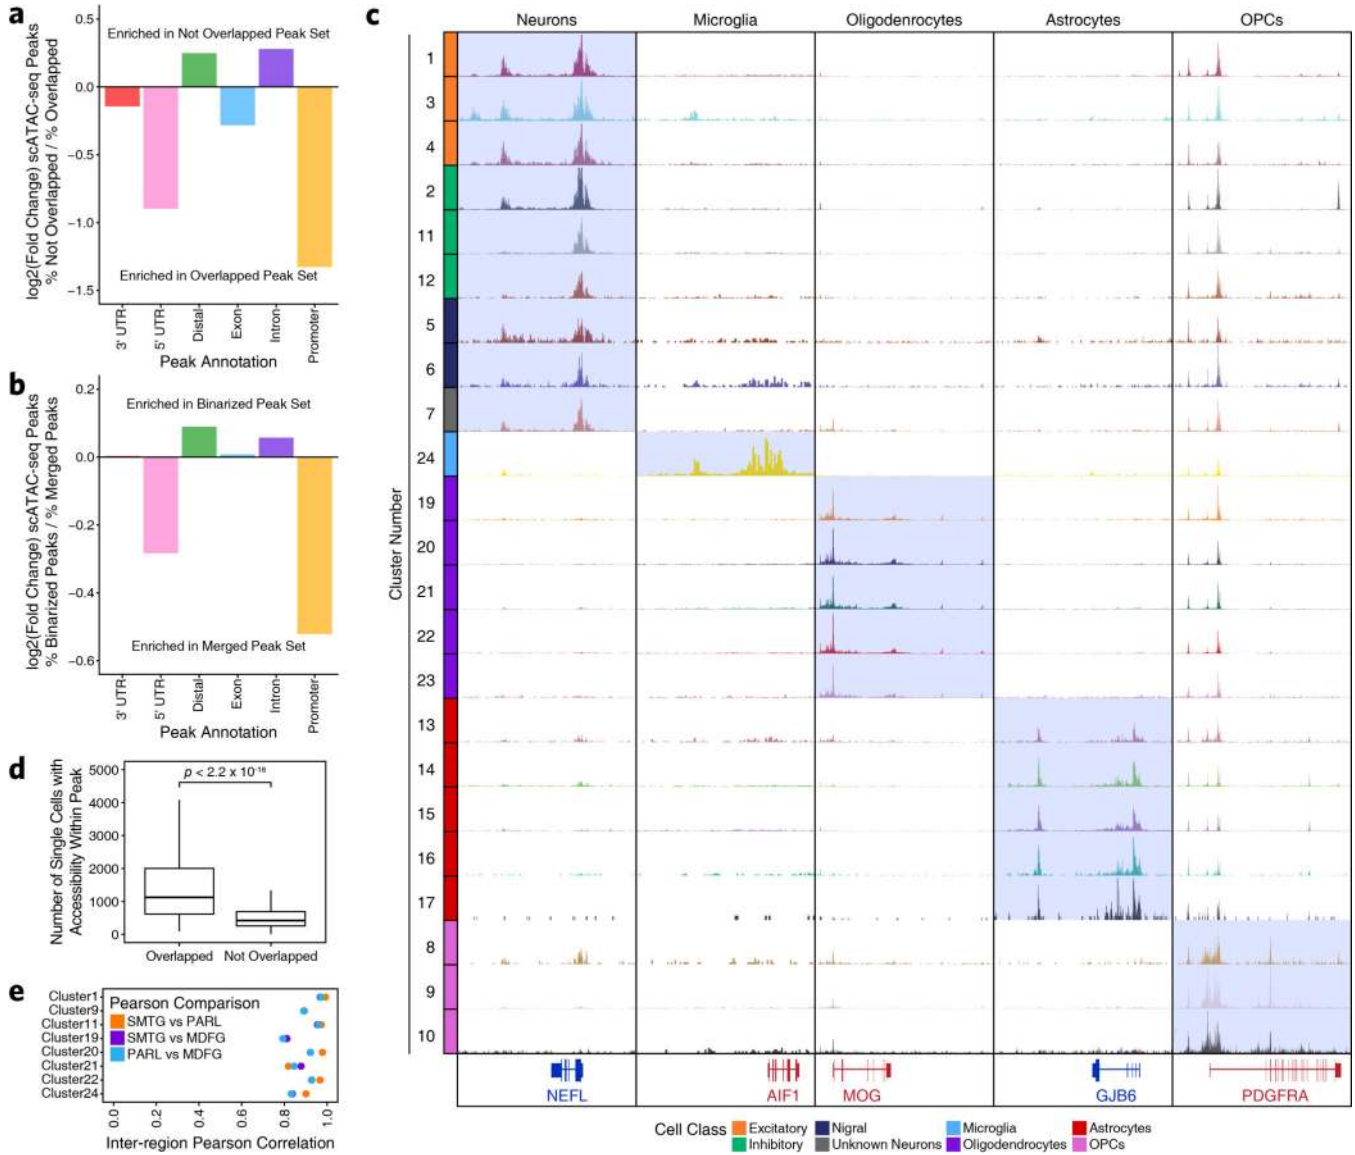 a
log2(Fold Change) scATAC-seq Peaks
% Not Overlapped / % Overlapped
0.5
0.0
−0.5
−1.0
−1.5
Enriched in Not Overlapped Peak Set
Enriched in Overlapped Peak Set
3' UTR
5' UTR
Distal
Exon
Intron
Promoter
Peak Annotation
b
log2(Fold Change) scATAC-seq Peaks
% Binarized Peaks / % Merged Peaks
0.2
0.0
−0.2
−0.4
−0.6
Enriched in Binarized Peak Set
Enriched in Merged Peak Set
3' UTR
5' UTR
Distal
Exon
Intron
Promoter
Peak Annotation
d
Number of Single Cells with
Accessibility Within Peak
5000
4000
3000
2000
1000
0
p < 2.2 x 10-16
Overlapped Not Overlapped
e
Cluster1
Cluster9
Cluster11
Cluster19
Cluster20
Cluster21
Cluster22
Cluster24
Pearson Comparison
SMTG vs PARL
SMTG vs MDFG
PARL vs MDFG
0.0 0.2 0.4 0.6 0.8 1.0
Inter-region Pearson Correlation
c
Neurons Microglia Oligodenrocytes Astrocytes OPCs
Cluster Number
1
3
4
2
11
12
5
6
7
24
19
20
21
22
23
13
14
15
16
17
8
9
10
NEFL AIF1 MOG GJB6 PDGFRA
Cell Class
Excitatory Nigral Microglia Astrocytes
Inhibitory Unknown Neurons Oligodendrocytes OPCs